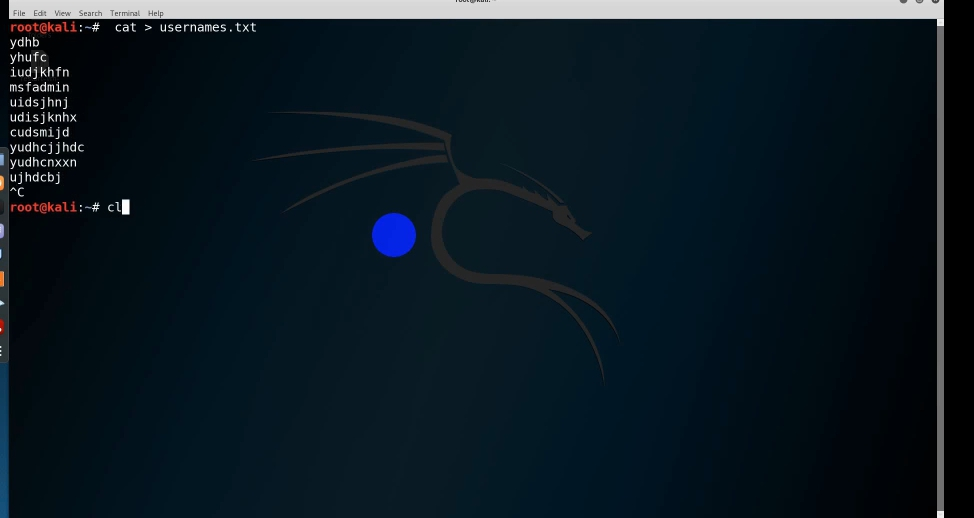 File Edit View Search Terminal Help
root@kali:~#  cat > usernames.txt
ydhb
yhufc
iudjkhfn
msfadmin
uidsjhnj
udisjknhx
cudsmijd
yudhcjjhdc
yudhcnxxn
ujhdcbj
^C
root@kali:~# cl